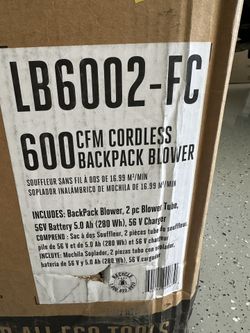 LB6002-FC
600 CFM CORDLESS
BACKPACK BLOWER
SOUFFLEUR SANS FIL À DOS DE 16.99 M³/MIN
SOPLADOR INALÁMBRICO DE MOCHILA DE 16.99 M³/MIN
INCLUDES: BackPack Blower, 2 pc Blower Tube,
56V Battery 5.0 Ah (280 Wh), 56 V Charger
COMPREND: Sac à dos Souffleur, 2 pièces tube du souffleur,
pile de 56 V et de 5.0 Ah (280 Wh), 56 V chargeur
INCLUYE: Mochila Soplador, 2 piezas tubo con soplador,
batería de 56 V y 5.0 Ah (280 Wh), 56 V cargador